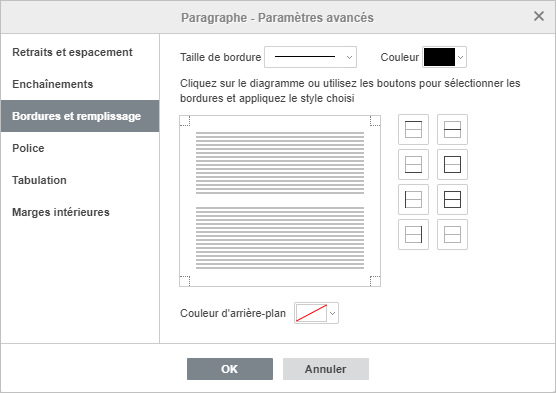 Paragraphe - Paramètres avancés
Retraits et espacement
Enchaînements
Bordures et remplissage
Police
Tabulation
Marges intérieures
Taille de bordure
Couleur
Cliquez sur le diagramme ou utilisez les boutons pour sélectionner les
bordures et appliquez le style choisi
Couleur d'arrière-plan
OK
Annuler